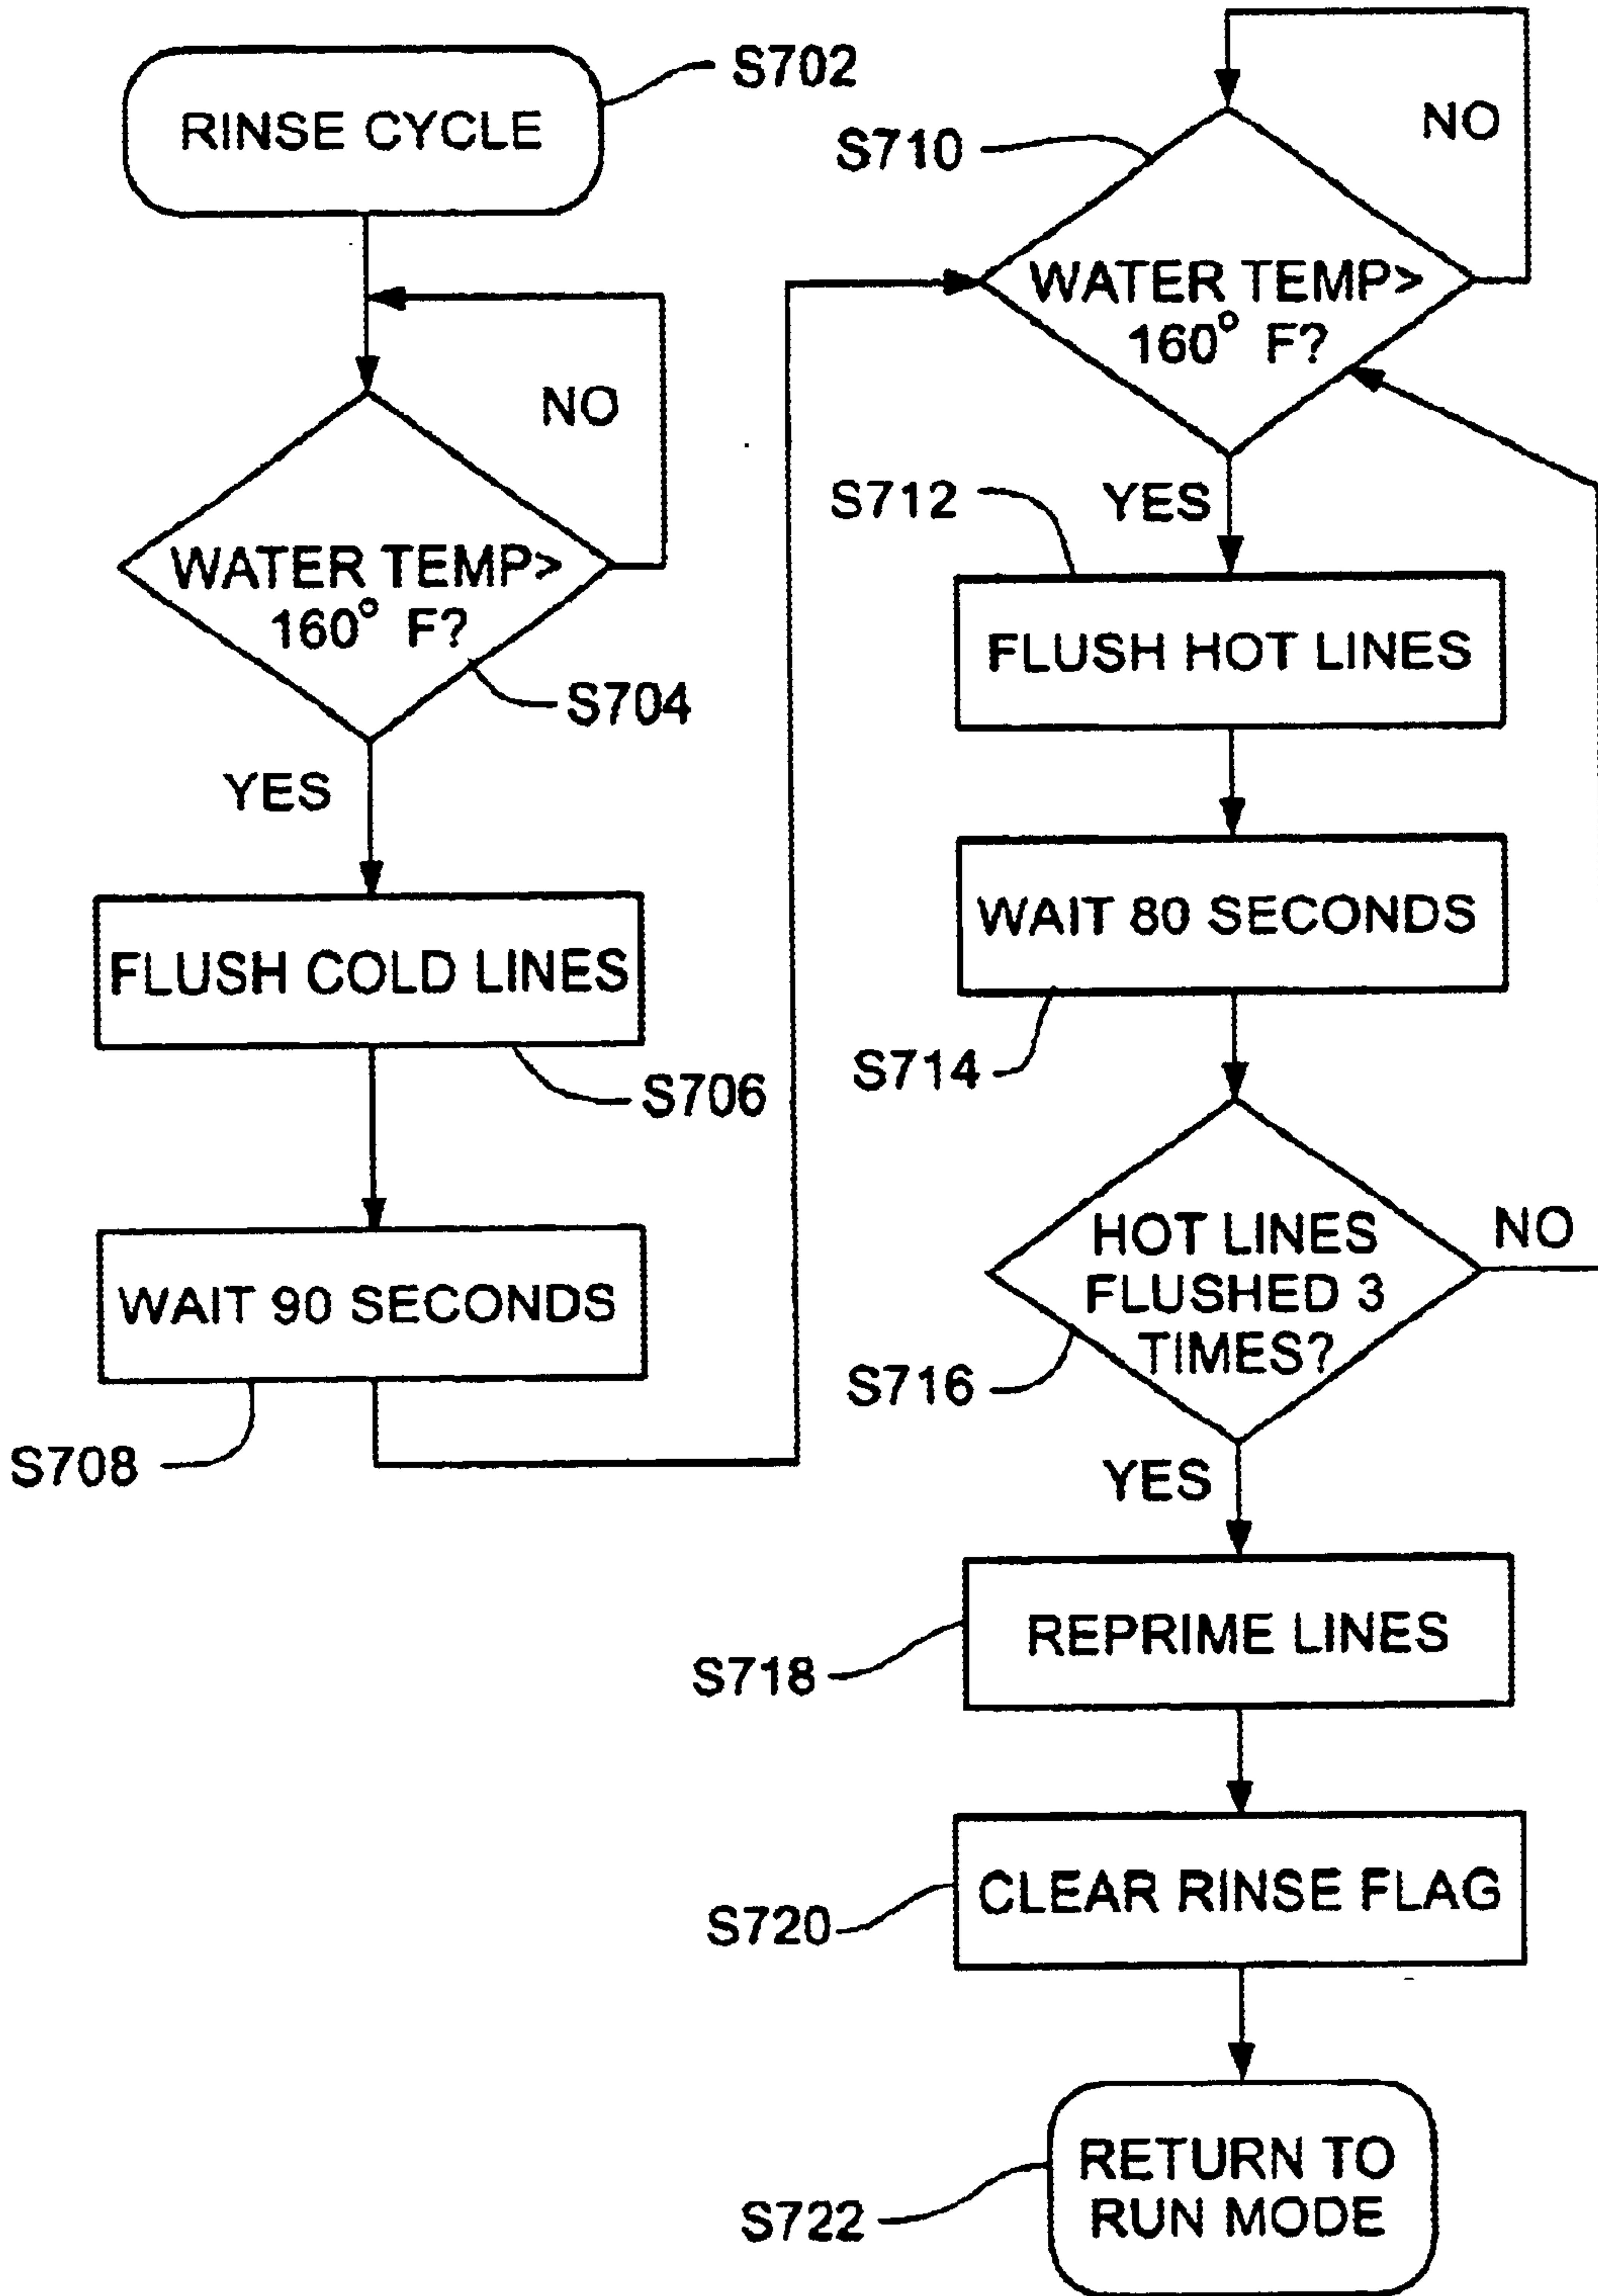 RINSE CYCLE
S702
NO
WATER TEMP>
160° F?
S704
YES
FLUSH COLD LINES
S706
WAIT 90 SECONDS
S708
S710
NO
WATER TEMP>
160° F?
S712
YES
FLUSH HOT LINES
WAIT 80 SECONDS
S714
HOT LINES
FLUSHED 3
TIMES?
NO
S716
YES
REPRIME LINES
S718
CLEAR RINSE FLAG
S720
RETURN TO
RUN MODE
S722